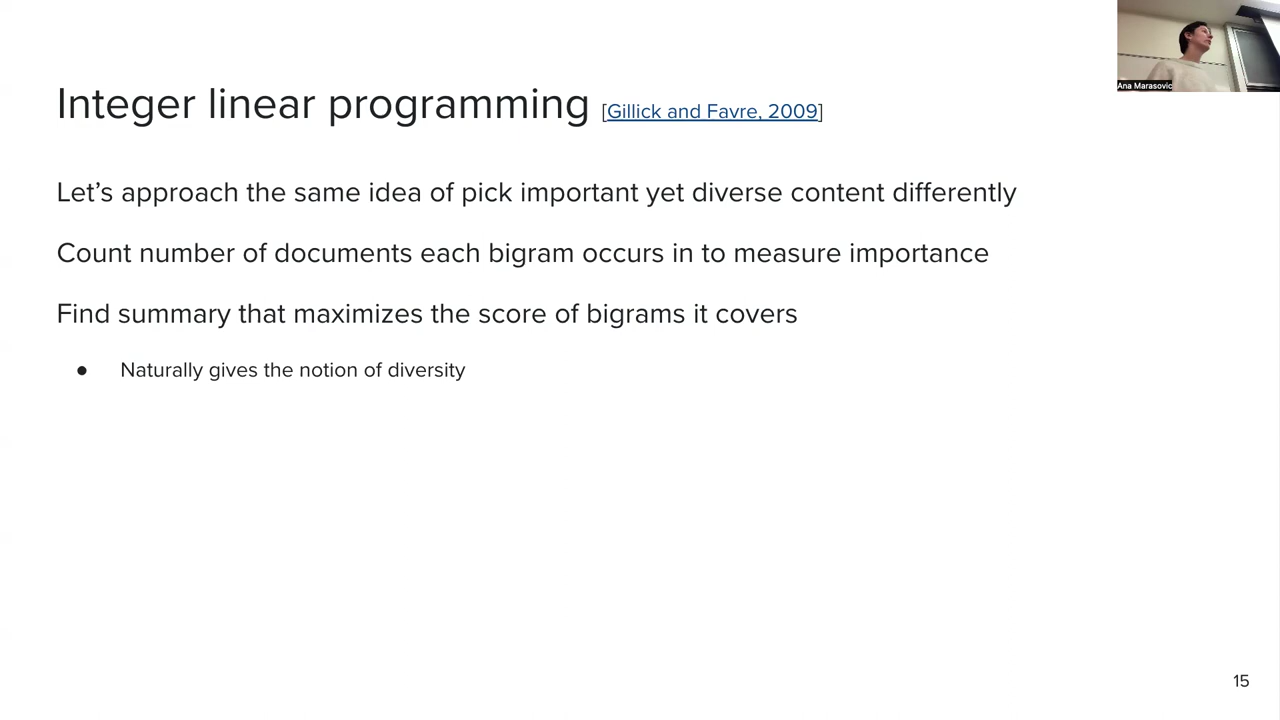 Ana Marasovic
Integer linear programming [Gillick and Favre, 2009]
Let's approach the same idea of pick important yet diverse content differently
Count number of documents each bigram occurs in to measure importance
Find summary that maximizes the score of bigrams it covers
● Naturally gives the notion of diversity
15